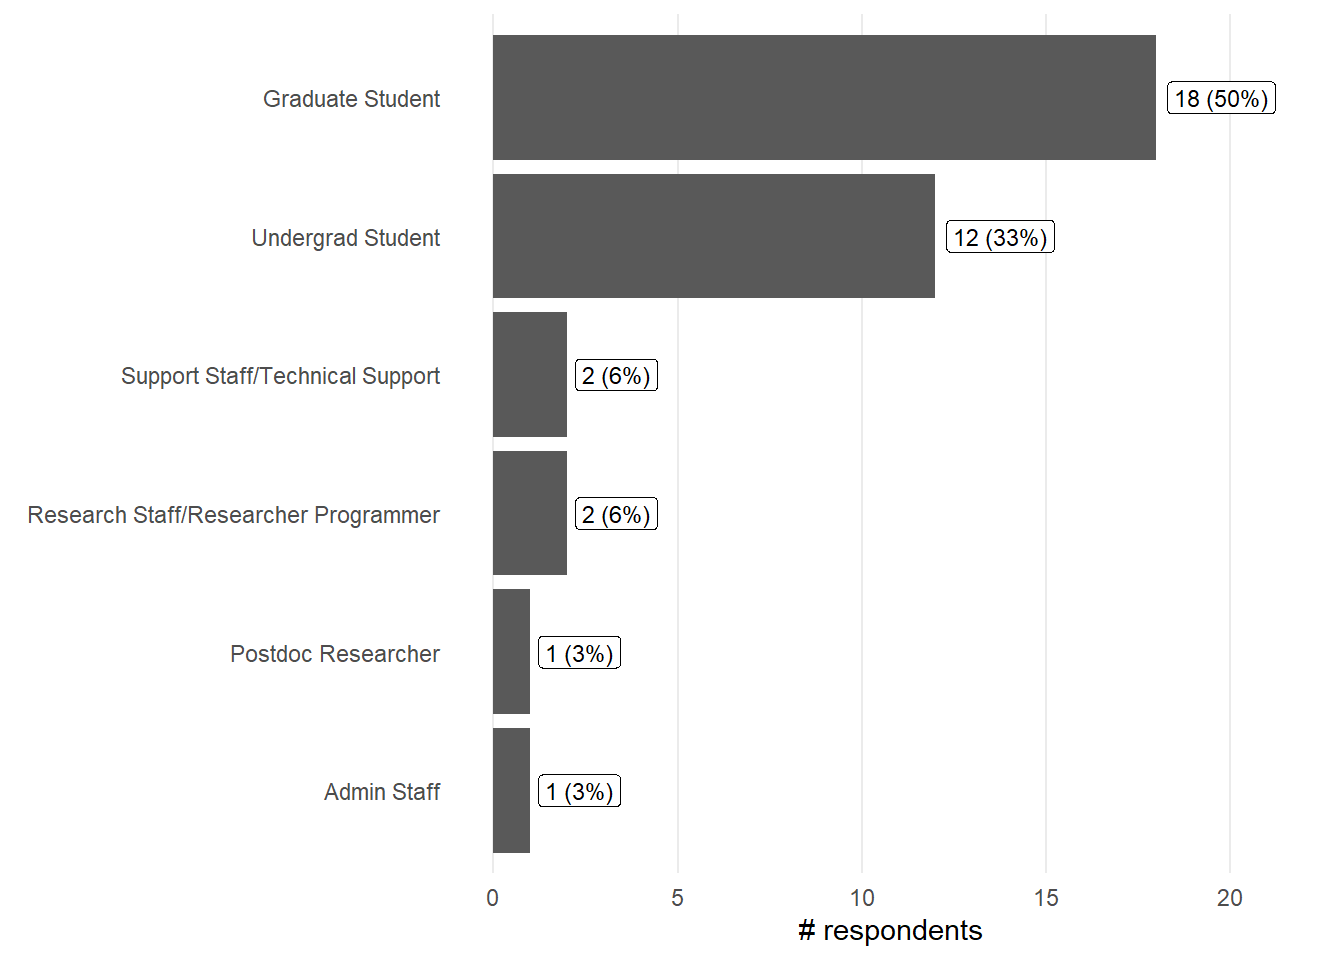 Graduate Student
18 (50%)
Undergrad Student
12 (33%)
Support Staff/Technical Support
2 (6%)
Research Staff/Researcher Programmer
2 (6%)
Postdoc Researcher
1 (3%)
Admin Staff
1 (3%)
0 5 10 15 20
# respondents